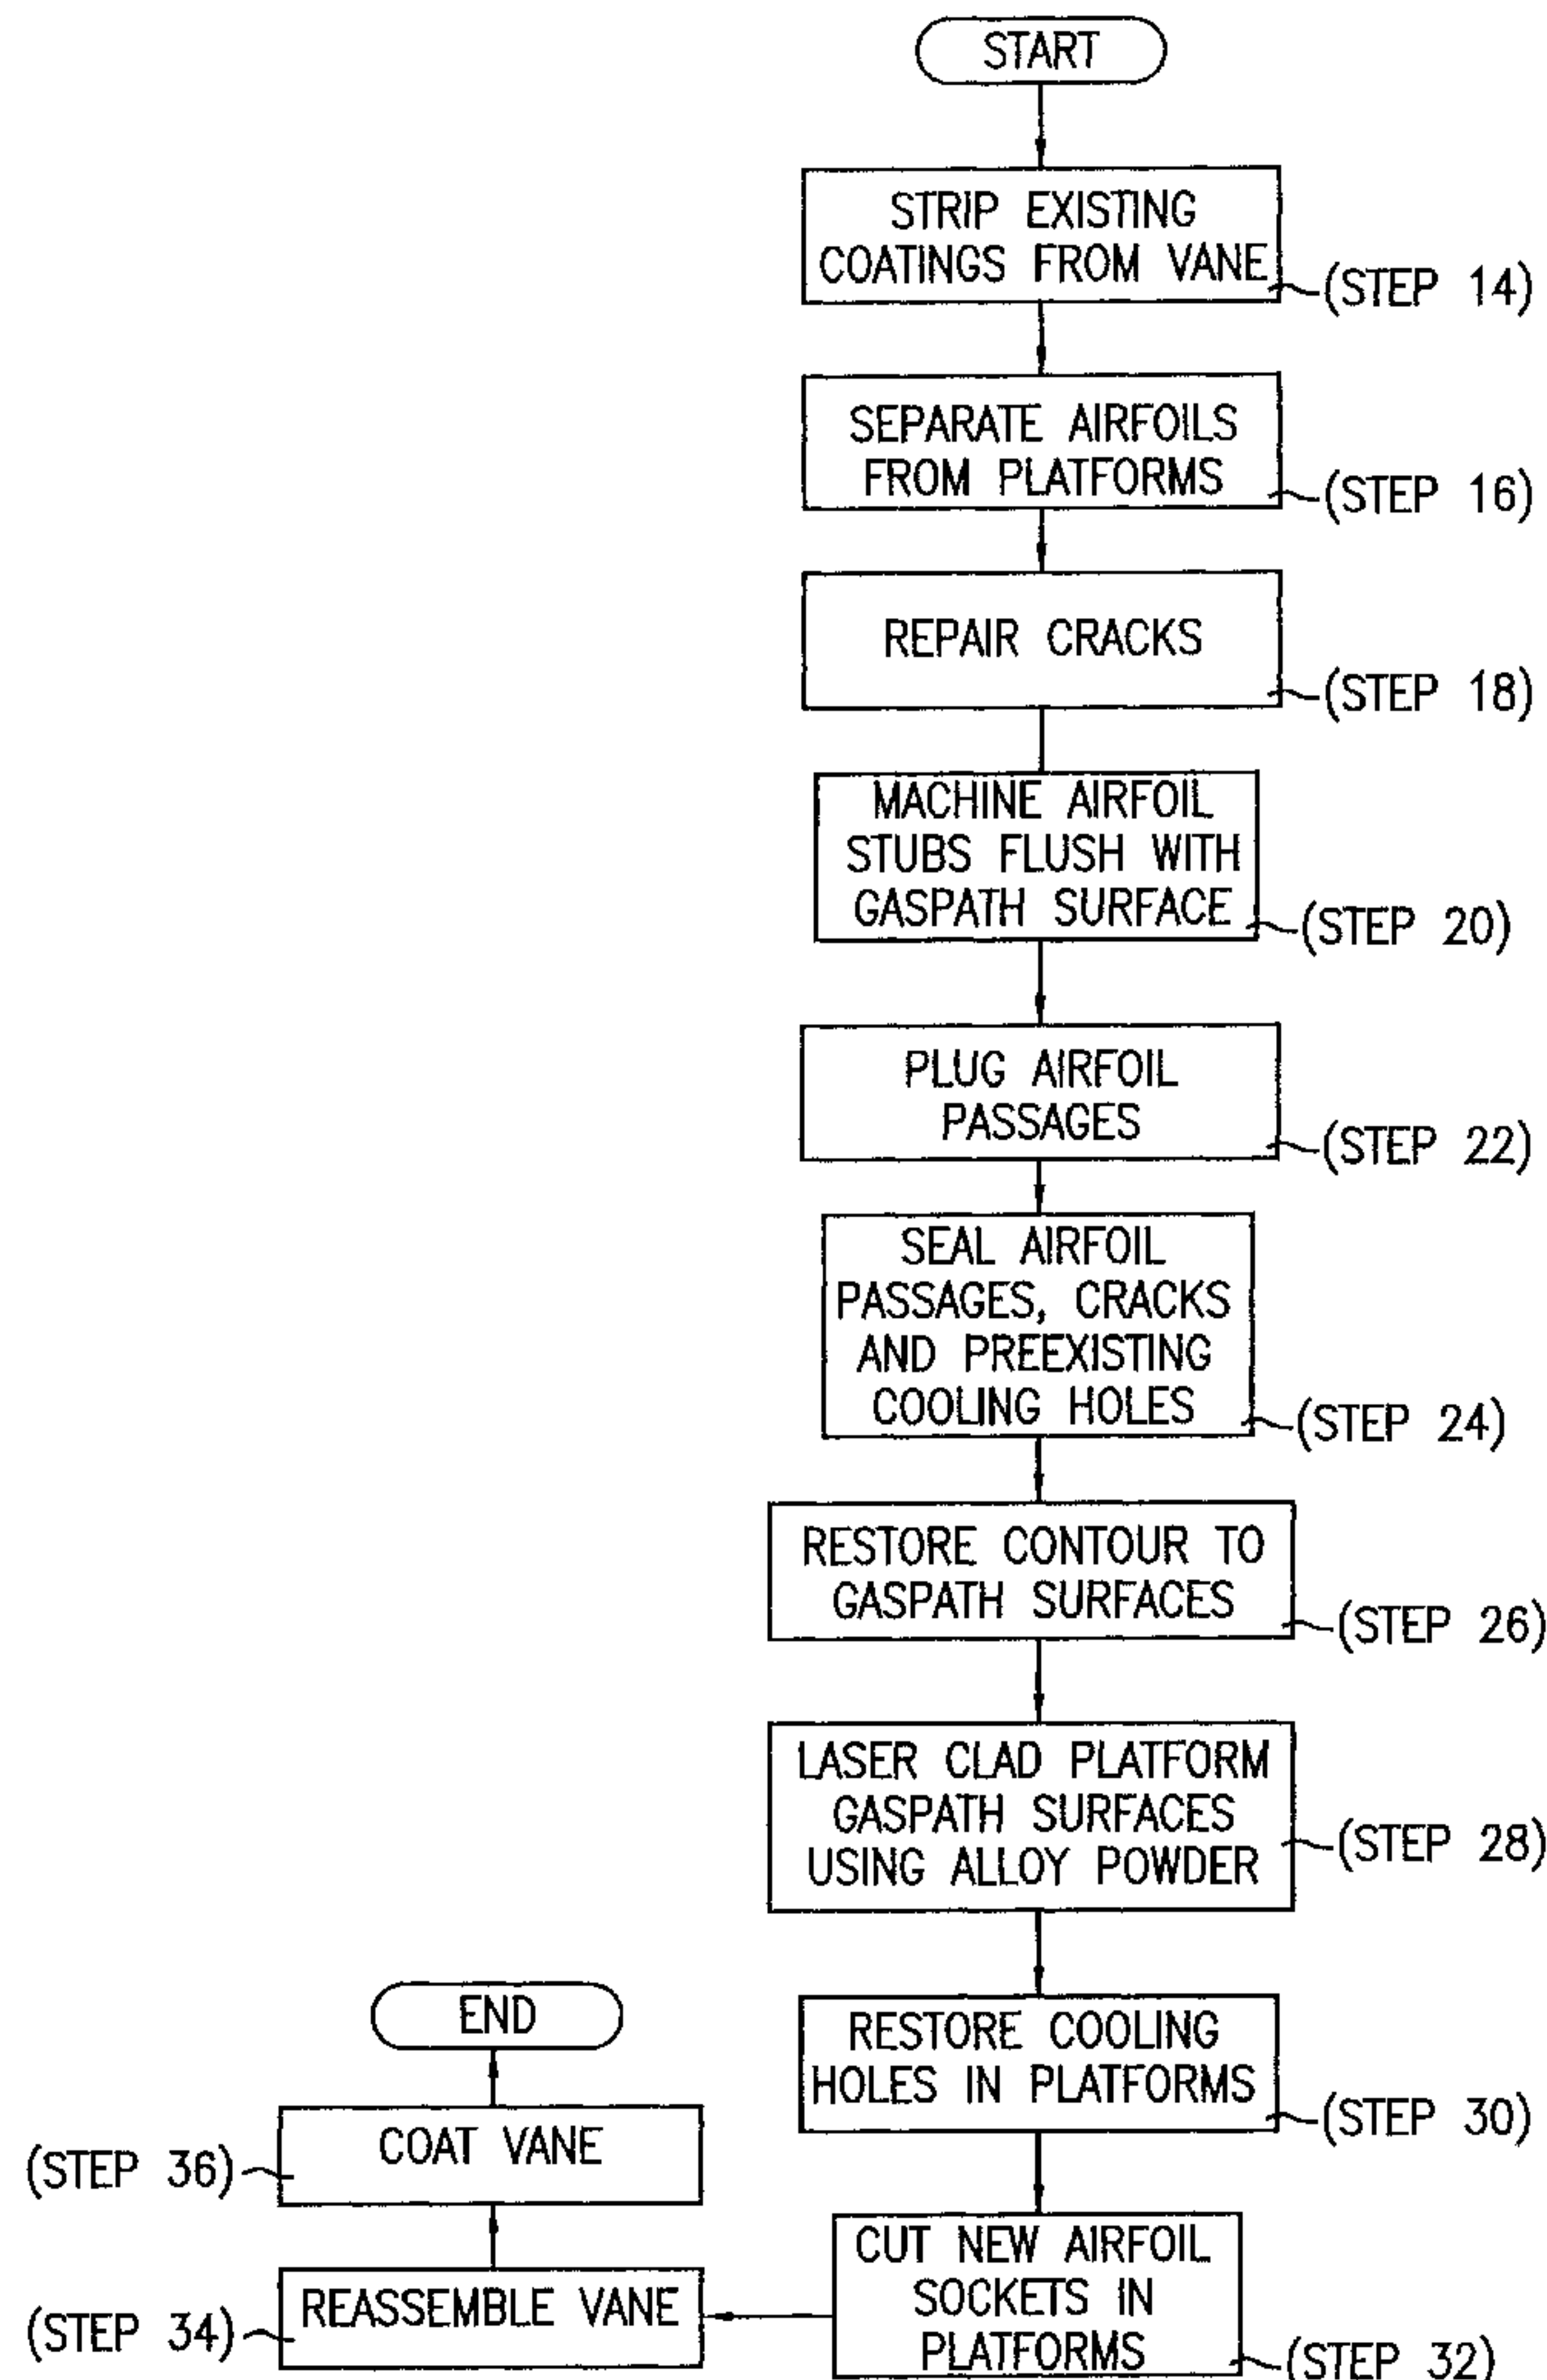 START
STRIP EXISTING
COATINGS FROM VANE
(STEP 14)
SEPARATE AIRFOILS
FROM PLATFORMS
(STEP 16)
REPAIR CRACKS
(STEP 18)
MACHINE AIRFOIL
STUBS FLUSH WITH
GASPATH SURFACE
(STEP 20)
PLUG AIRFOIL
PASSAGES
(STEP 22)
SEAL AIRFOIL
PASSAGES, CRACKS
AND PREEXISTING
COOLING HOLES
(STEP 24)
RESTORE CONTOUR TO
GASPATH SURFACES
(STEP 26)
LASER CLAD PLATFORM
GASPATH SURFACES
USING ALLOY POWDER
(STEP 28)
RESTORE COOLING
HOLES IN PLATFORMS
(STEP 30)
CUT NEW AIRFOIL
SOCKETS IN
PLATFORMS
(STEP 32)
REASSEMBLE VANE
(STEP 34)
COAT VANE
(STEP 36)
END